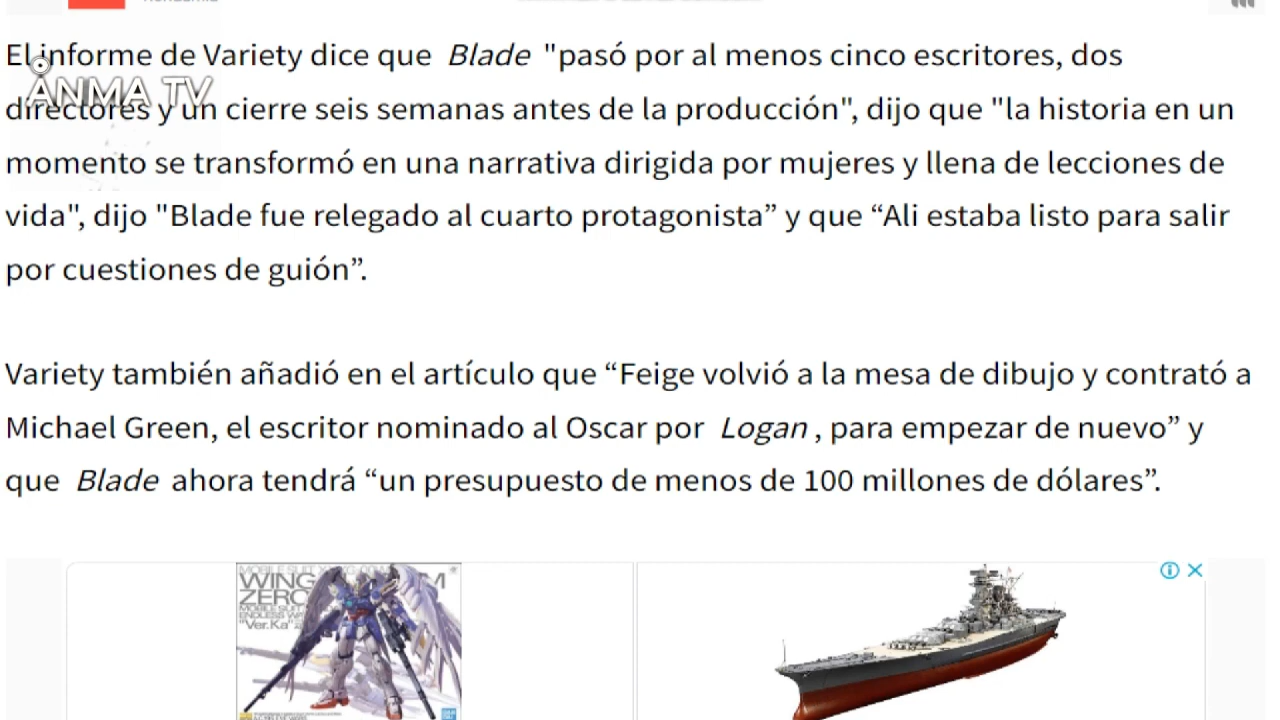 El informe de Variety dice que Blade "pasó por al menos cinco escritores, dos
ANMA TV
directores y un cierre seis semanas antes de la producción", dijo que "la historia en un
momento se transformó en una narrativa dirigida por mujeres y llena de lecciones de
vida", dijo "Blade fue relegado al cuarto protagonista” y que “Ali estaba listo para salir
por cuestiones de guión”.
Variety también añadió en el artículo que “Feige volvió a la mesa de dibujo y contrató a
Michael Green, el escritor nominado al Oscar por Logan , para empezar de nuevo” y
que Blade ahora tendrá “un presupuesto de menos de 100 millones de dólares”.
WING
ZERO
"Ver.Ka"